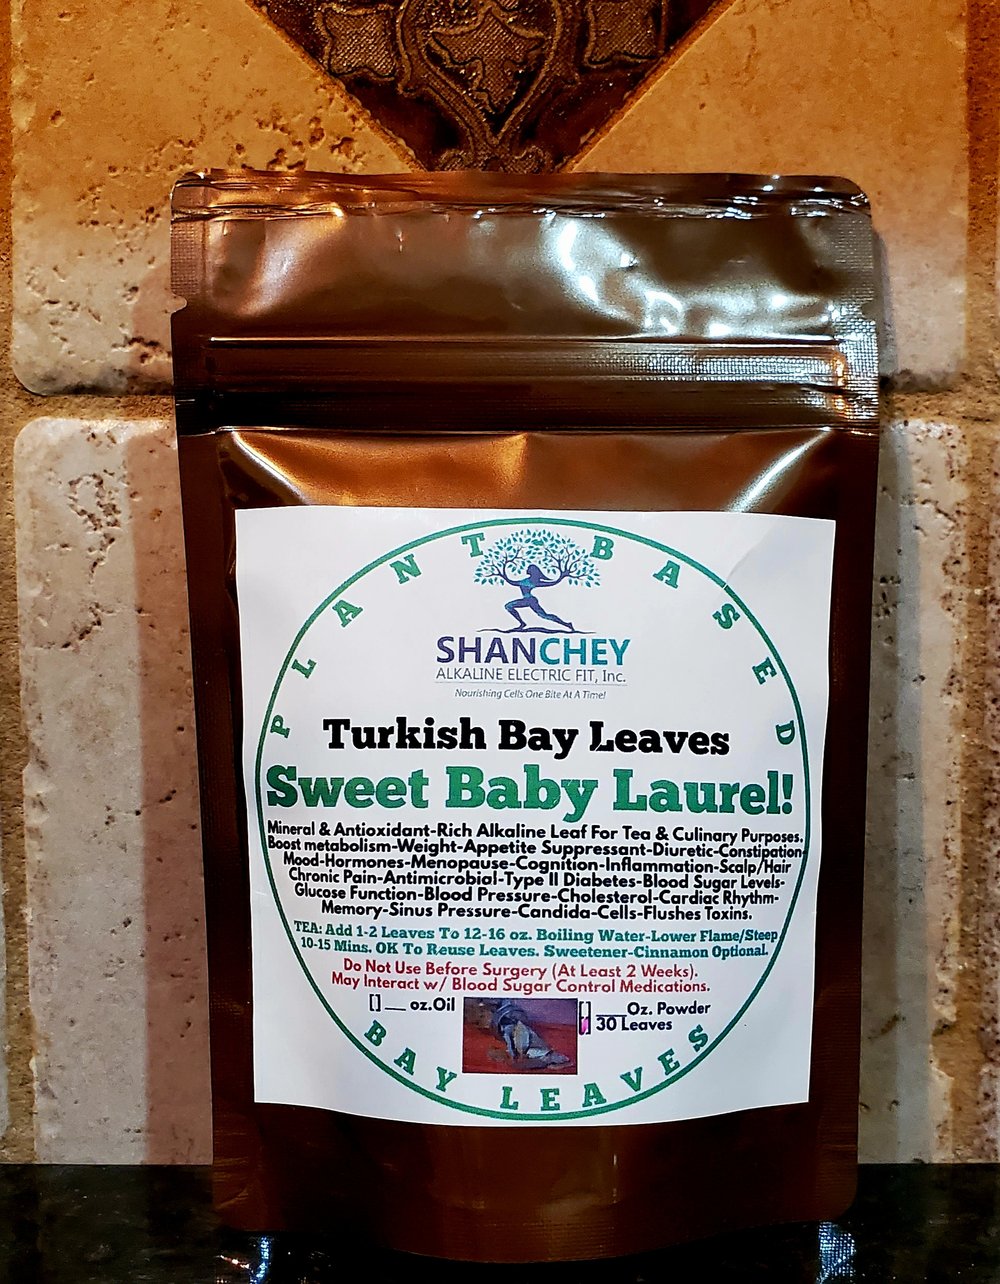 PLANT-BASED
SHANCHEY
ALKALINE ELECTRIC FIT, Inc.
Nourishing Cells One Bite At A Time!
Turkish Bay Leaves
Sweet Baby Laurel!
Mineral & Antioxidant-Rich Alkaline Leaf For Tea & Culinary Purposes.
Boost metabolism-Weight-Appetite Suppressant-Diuretic-Constipation-
Mood-Hormones-Menopause-Cognition-Inflammation-Scalp/Hair
Chronic Pain-Antimicrobial-Type II Diabetes-Blood Sugar Levels-
Glucose Function-Blood Pressure-Cholesterol-Cardiac Rhythm-
Memory-Sinus Pressure-Candida-Cells-Flushes Toxins.
TEA: Add 1-2 Leaves To 12-16 oz. Boiling Water-Lower Flame/Steep
10-15 Mins. OK To Reuse Leaves. Sweetener-Cinnamon Optional.
Do Not Use Before Surgery (At Least 2 Weeks).
May Interact w/ Blood Sugar Control Medications.
[] __ oz.Oil
[] ___Oz. Powder
[] 30 Leaves
BAY LEAVES